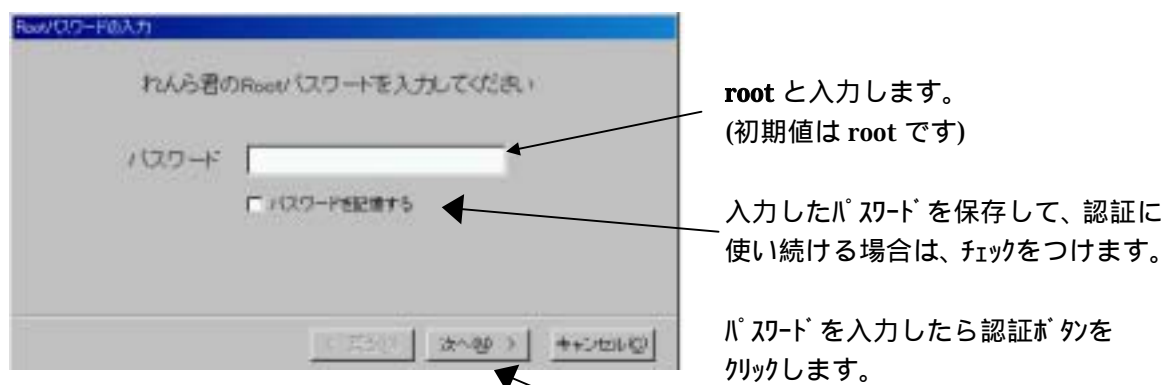 Rootパスワードの入力
れんら君のRootパスワードを入力してください
パスワード
パスワードを記憶する
次へ(N) >
キャンセル(C)
root と入力します。
(初期値は root です)
入力したﾊﾟｽﾜｰﾄﾞを保存して、認証に
使い続ける場合は、ﾁｪｯｸをつけます。
ﾊﾟｽﾜｰﾄﾞを入力したら認証ﾎﾞﾀﾝを
ｸﾘｯｸします。